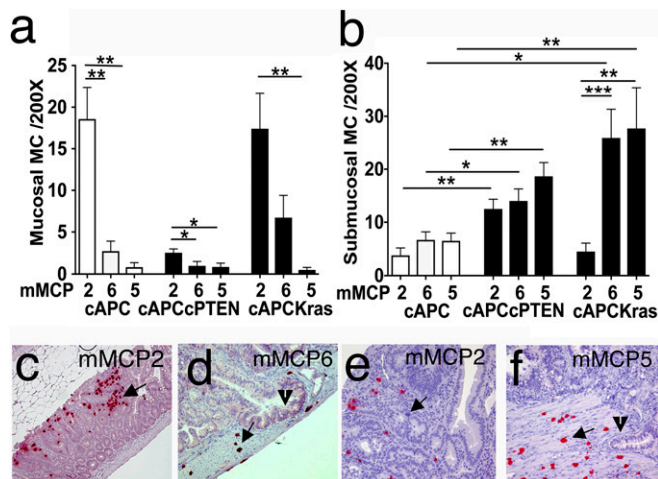 a
Mucosal MC /200X
25
20
15
10
5
0
** 
**
*
*
**
mMCP 2 6 5 2 6 5 2 6 5
cAPC cAPCcPTEN cAPCKras
b
Submucosal MC /200X
40
30
20
10
0
**
*
**
***
**
*
**
mMCP 2 6 5 2 6 5 2 6 5
cAPC cAPCcPTEN cAPCKras
c mMCP2
d mMCP6
e mMCP2
f mMCP5